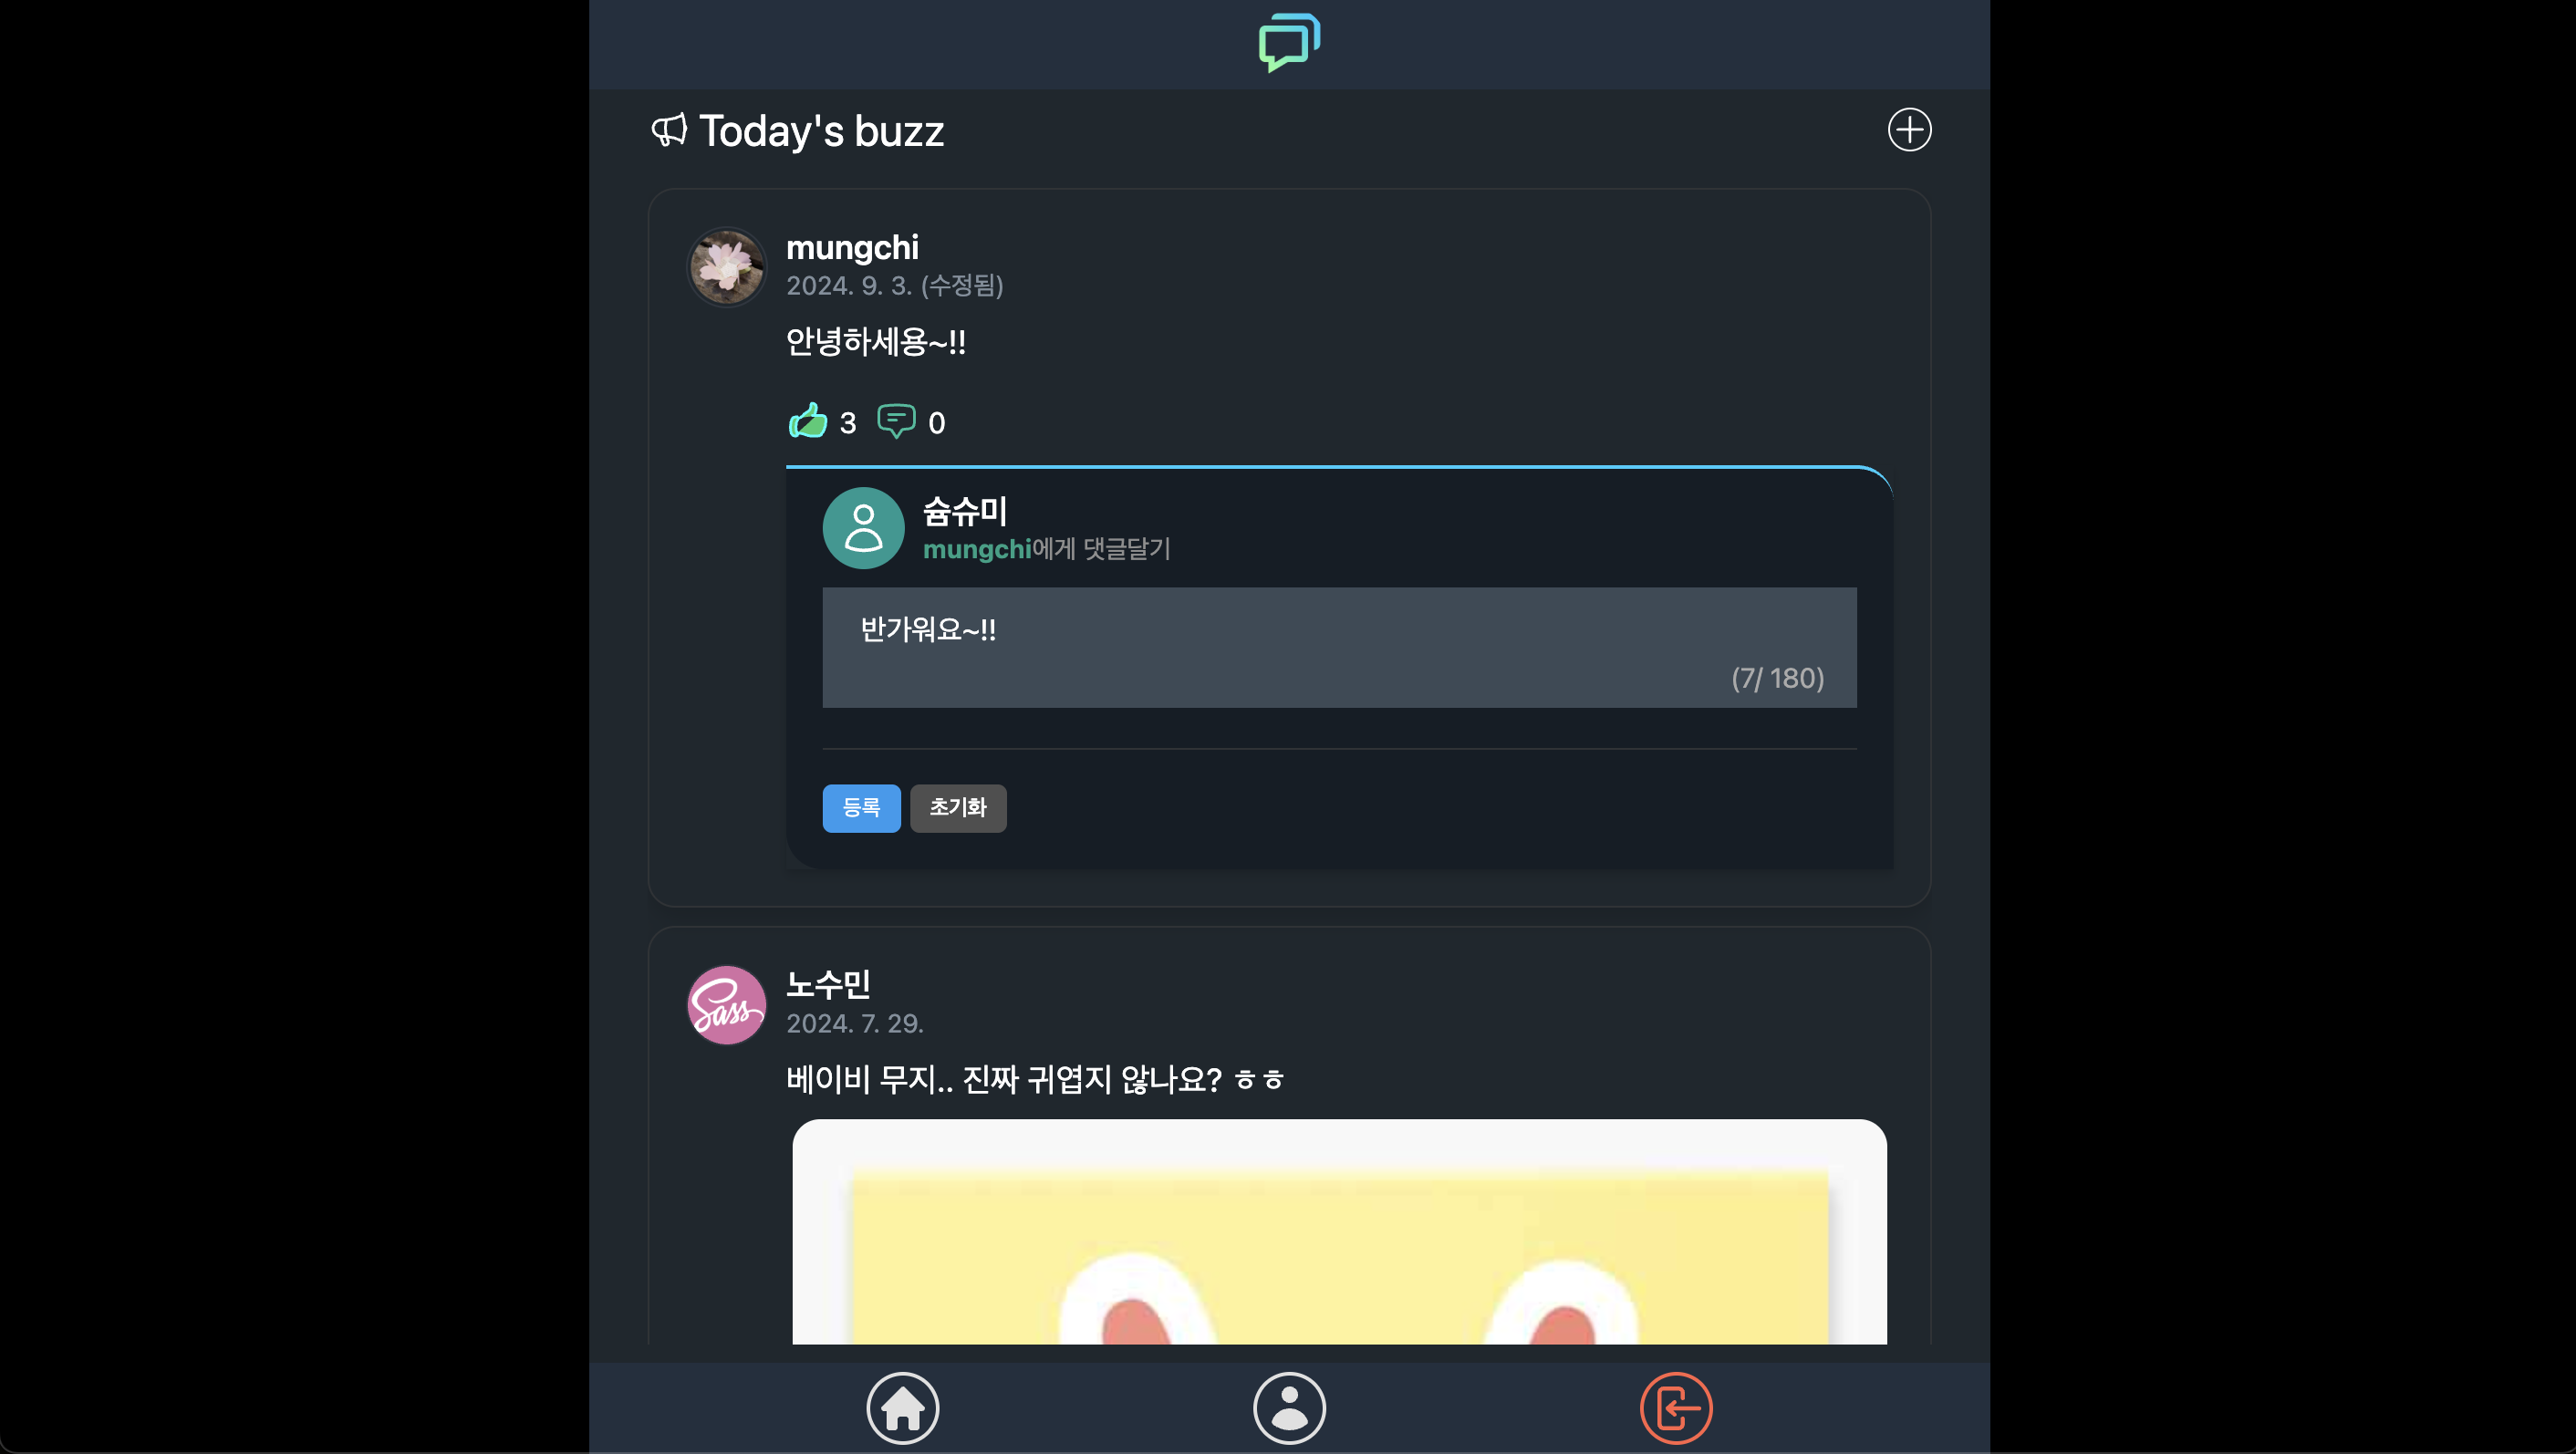 Today's buzz
mungchi
2024. 9. 3. (수정됨)
안녕하세용~!!
3 0
슘슈미
mungchi에게 댓글달기
반가워요~!!
(7/ 180)
등록 초기화
Sass
노수민
2024. 7. 29.
베이비 무지.. 진짜 귀엽지 않나요? ㅎㅎ